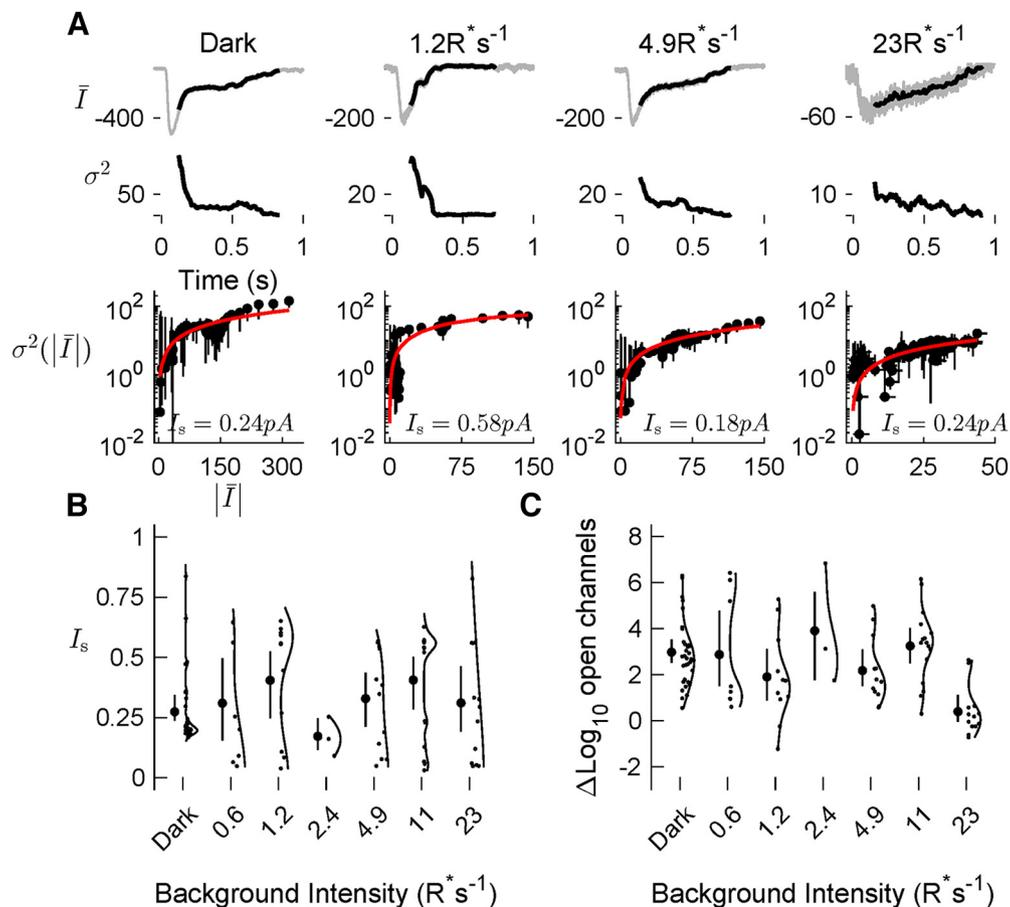 A
Dark 1.2R*s-1 4.9R*s-1 23R*s-1
Ī
-400 -200 -200 -60
σ2
50 20 20 10
0 0.5 1 0 0.5 1 0 0.5 1 0 0.5 1
Time (s)
σ2(|Ī|)
102 102 102 102
100 100 100 100
10-2 10-2 10-2 10-2
Is = 0.24pA Is = 0.58pA Is = 0.18pA Is = 0.24pA
0 150 300 0 75 150 0 75 150 0 25 50
|Ī|
B
1
0.75
Is
0.5
0.25
0
Dark 0.6 1.2 2.4 4.9 11 23
Background Intensity (R*s-1)
C
ΔLog10 open channels
8
6
4
2
0
-2
Dark 0.6 1.2 2.4 4.9 11 23
Background Intensity (R*s-1)